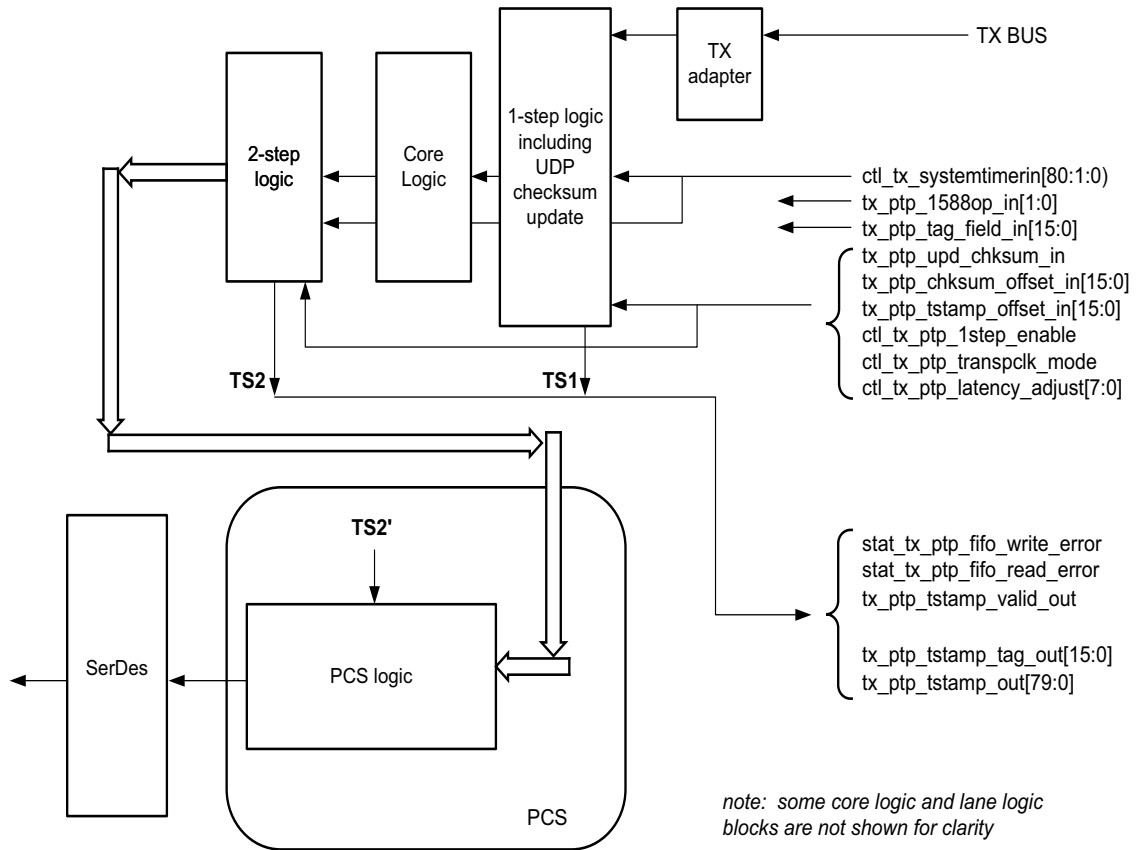 TX BUS
TX
adapter
1-step logic
including
UDP
checksum
update
Core
Logic
2-step
logic
ctl_tx_systemtimerin[80:1:0)
tx_ptp_1588op_in[1:0]
tx_ptp_tag_field_in[15:0]
tx_ptp_upd_chksum_in
tx_ptp_chksum_offset_in[15:0]
tx_ptp_tstamp_offset_in[15:0]
ctl_tx_ptp_1step_enable
ctl_tx_ptp_transpclk_mode
ctl_tx_ptp_latency_adjust[7:0]
TS2
TS1
TS2'
SerDes
PCS logic
PCS
stat_tx_ptp_fifo_write_error
stat_tx_ptp_fifo_read_error
tx_ptp_tstamp_valid_out
tx_ptp_tstamp_tag_out[15:0]
tx_ptp_tstamp_out[79:0]
note: some core logic and lane logic
blocks are not shown for clarity